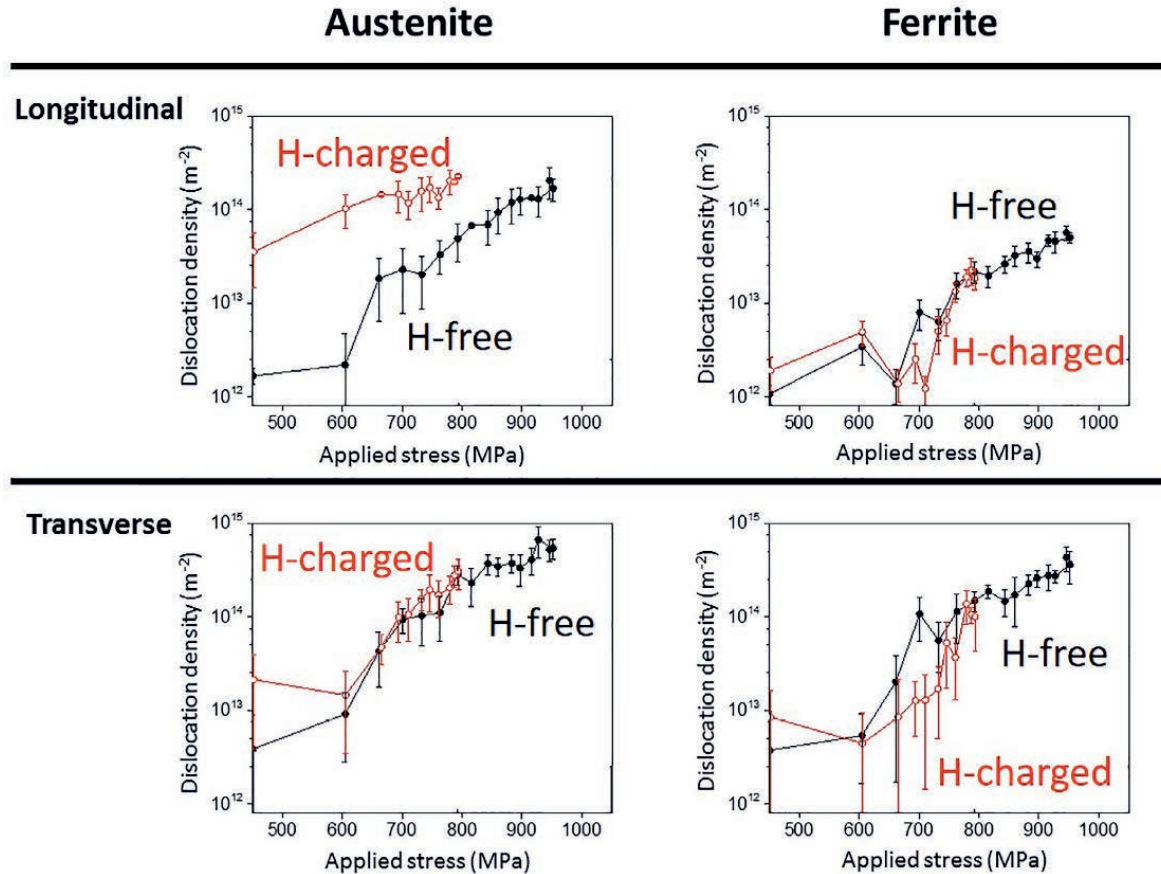 Austenite Ferrite
Longitudinal
Dislocation density (m⁻²)
10¹⁵
10¹⁴
10¹³
10¹²
H-charged
H-free
500 600 700 800 900 1000
Applied stress (MPa)
Dislocation density (m⁻²)
10¹⁵
10¹⁴
10¹³
10¹²
H-free
H-charged
500 600 700 800 900 1000
Applied stress (MPa)
Transverse
Dislocation density (m⁻²)
10¹⁵
10¹⁴
10¹³
10¹²
H-charged
H-free
500 600 700 800 900 1000
Applied stress (MPa)
Dislocation density (m⁻²)
10¹⁵
10¹⁴
10¹³
10¹²
H-free
H-charged
500 600 700 800 900 1000
Applied stress (MPa)